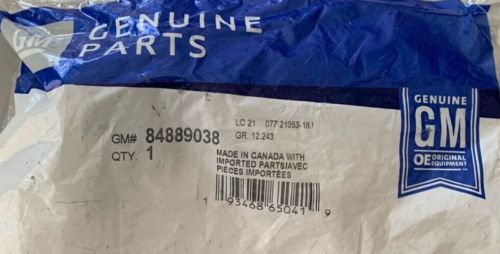 GM
GENUINE
PARTS
LC 21 077 21053-181
GM# 84889038
GR. 12.243
QTY. 1
MADE IN CANADA WITH
IMPORTED PARTS/AVEC
PIÈCES IMPORTÉES
1 93468 65041 9
GENUINE
GM
OE ORIGINAL
EQUIPMENT